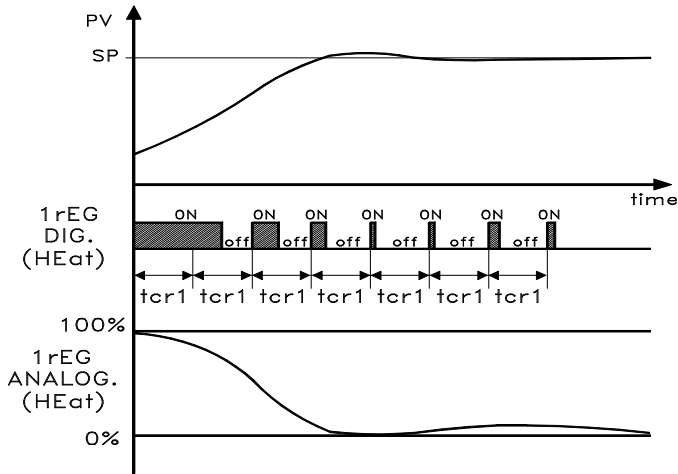 PV
SP
time
ON ON ON ON ON ON ON
1rEG
DIG.
(HEat)
off off off off off off
tcr1 tcr1 tcr1 tcr1 tcr1 tcr1 tcr1
100%
1rEG
ANALOG.
(HEat)
0%